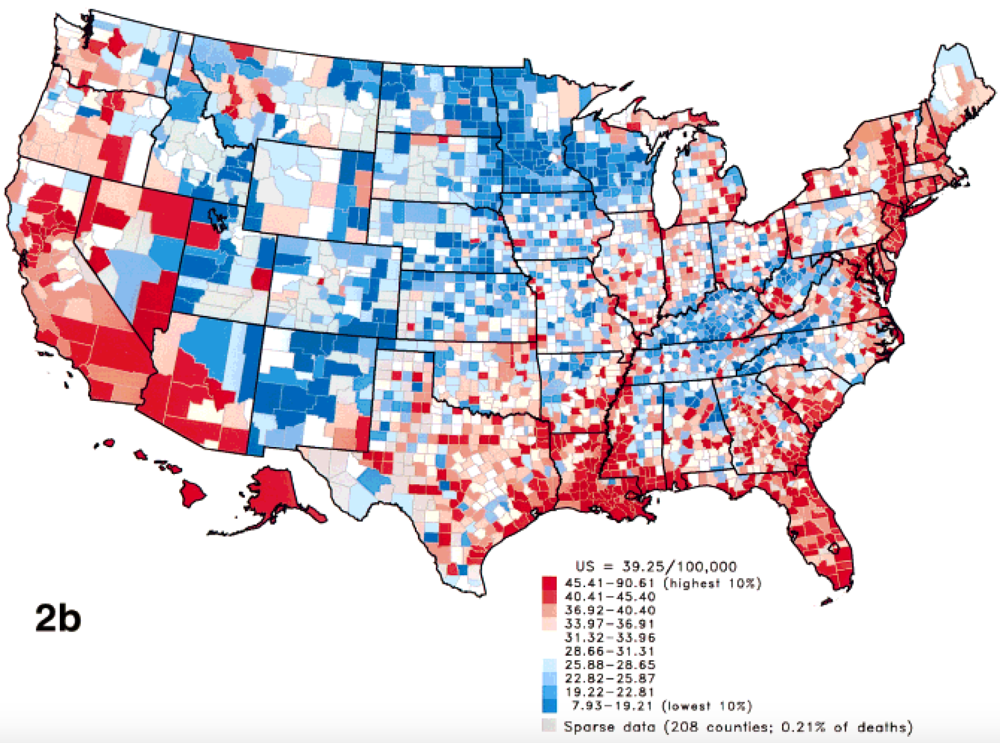 US = 39.25/100,000
45.41-90.61 (highest 10%)
40.41-45.40
36.92-40.40
33.97-36.91
31.32-33.96
28.66-31.31
25.88-28.65
22.82-25.87
19.22-22.81
7.93-19.21 (lowest 10%)
Sparse data (208 counties; 0.21% of deaths)
2b